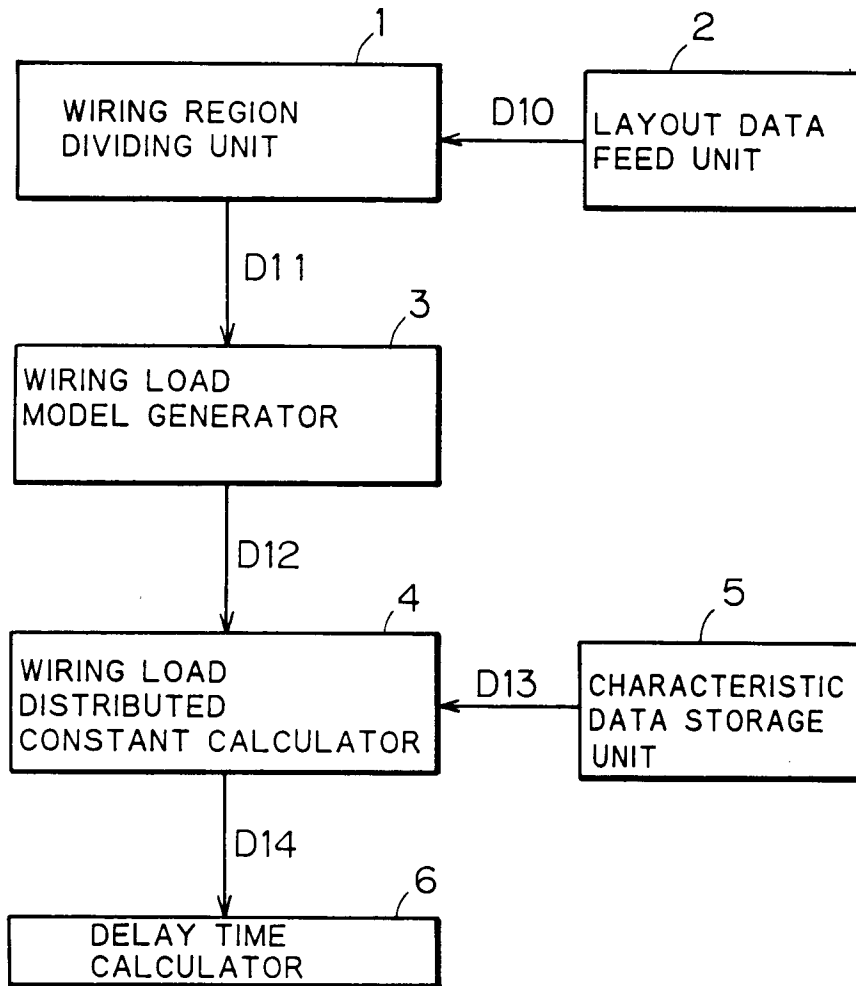 1
2
WIRING REGION
DIVIDING UNIT
D10
LAYOUT DATA
FEED UNIT
D11
3
WIRING LOAD
MODEL GENERATOR
D12
4
5
WIRING LOAD
DISTRIBUTED
CONSTANT CALCULATOR
D13
CHARACTERISTIC
DATA STORAGE
UNIT
D14
6
DELAY TIME
CALCULATOR